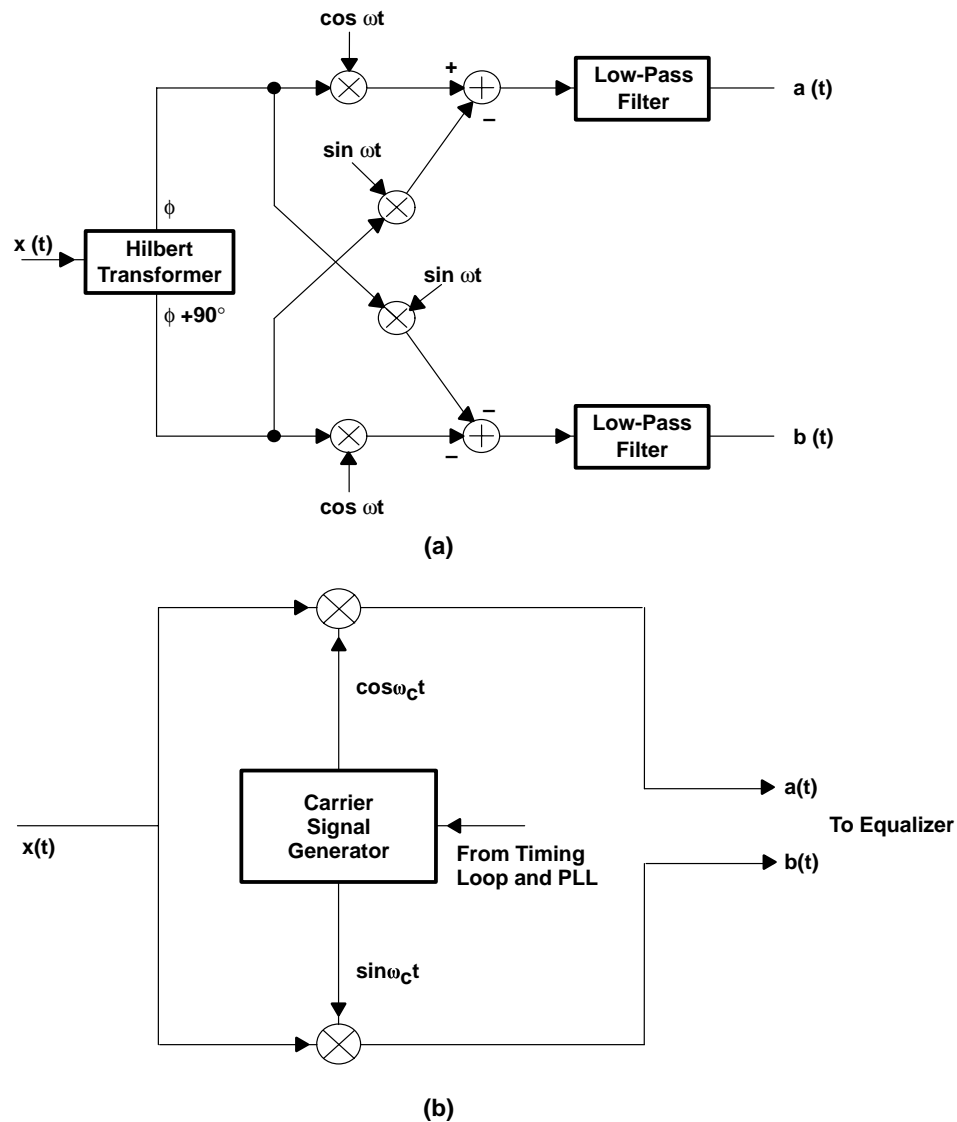 cos ωt
+
−
Low-Pass
Filter
a (t)
sin ωt
ϕ
x (t)
Hilbert
Transformer
ϕ +90°
sin ωt
−
−
Low-Pass
Filter
b (t)
cos ωt
(a)
cosωct
Carrier
Signal
Generator
a(t)
To Equalizer
x(t)
From Timing
Loop and PLL
b(t)
sinωct
(b)